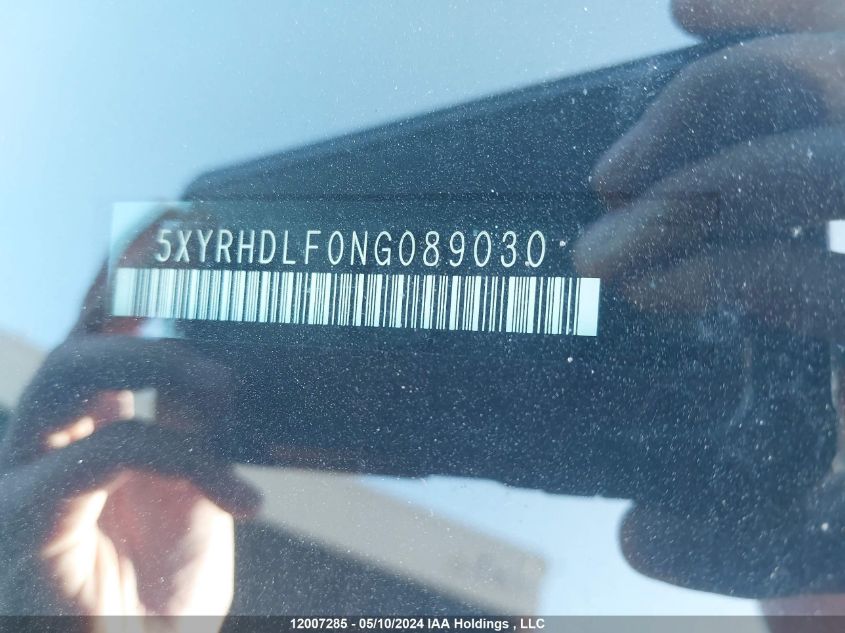 5XYRHDLF0NG089030
12007285 - 05/10/2024 IAA Holdings , LLC